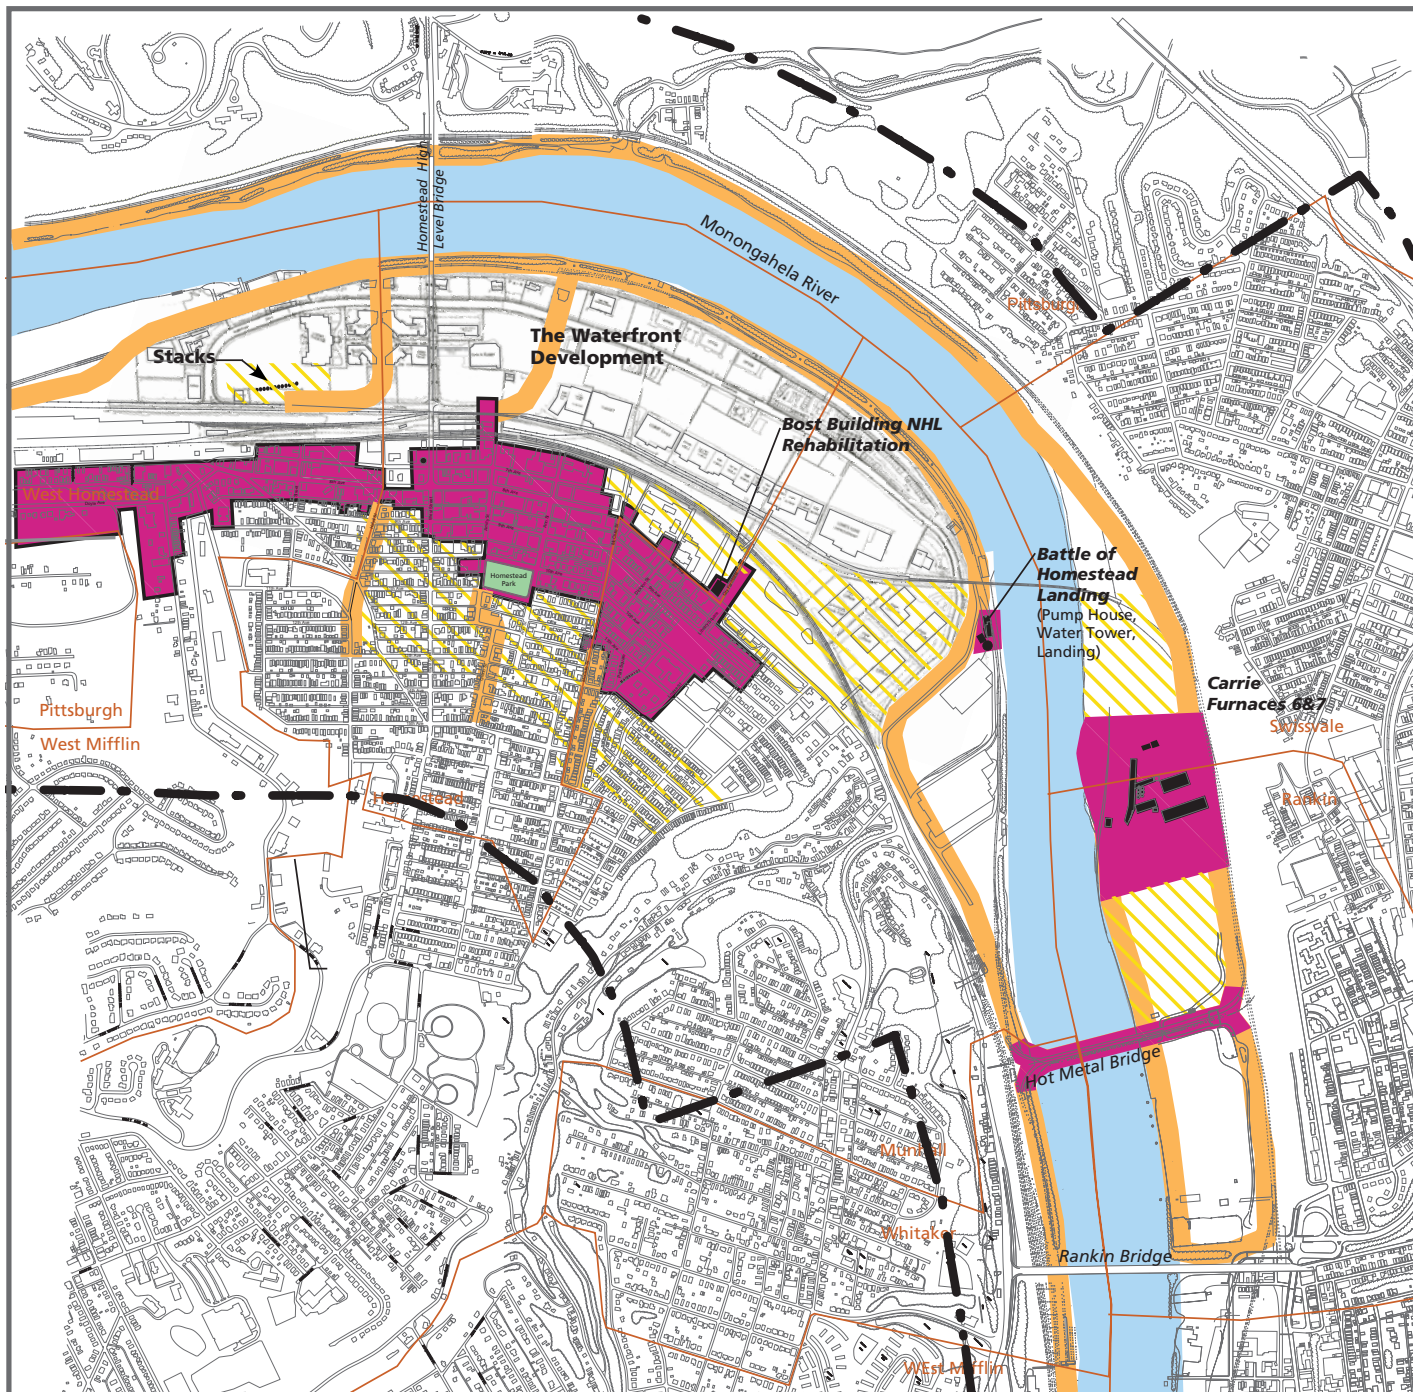 Homestead High
Level Bridge
Monongahela River
Pittsburgh
The Waterfront
Development
Stacks
Bost Building NHL
Rehabilitation
West Homestead
Battle of
Homestead
Landing
(Pump House,
Water Tower,
Landing)
Homestead
Park
Carrie
Furnaces 6&7
Swissvale
Pittsburgh
West Mifflin
Homestead
Rankin
Hot Metal Bridge
Munhall
Whitaker
Rankin Bridge
WEst Mifflin